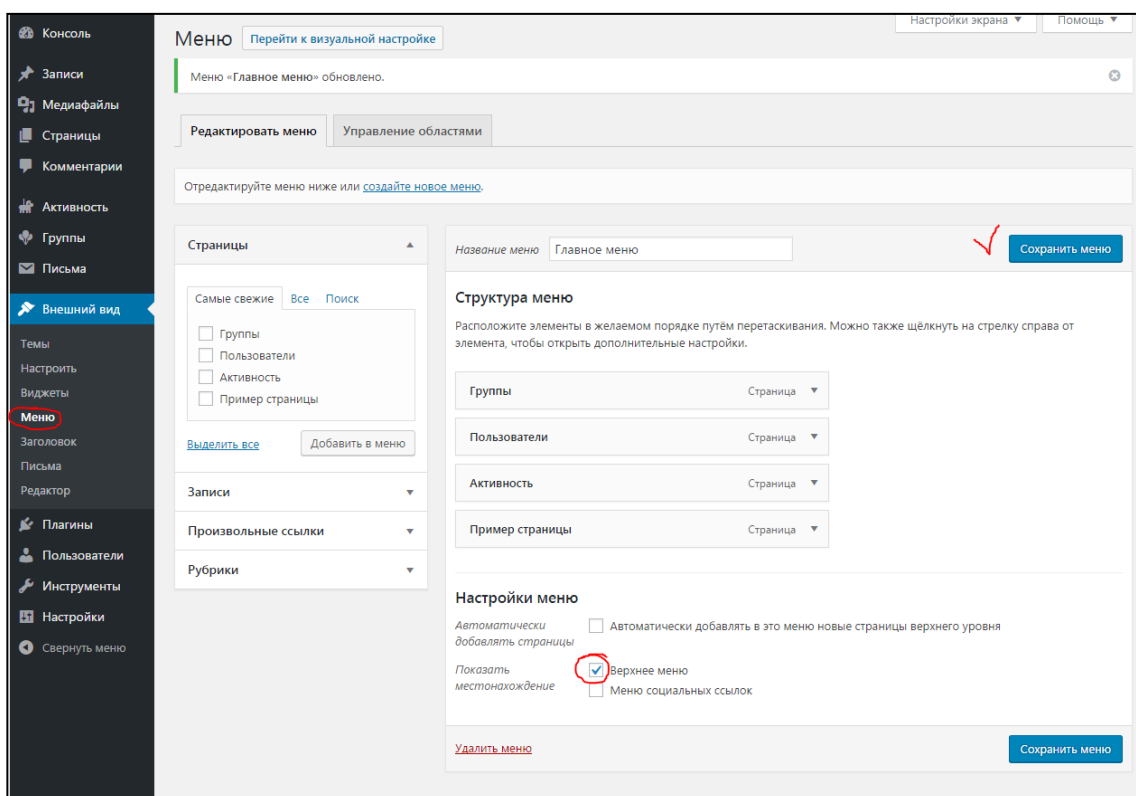 Консоль
Записи
Медиафайлы
Страницы
Комментарии
Активность
Группы
Письма
Внешний вид
Темы
Настроить
Виджеты
Меню
Заголовок
Письма
Редактор
Плагины
Пользователи
Инструменты
Настройки
Свернуть меню
Настройки экрана ▼ Помощь ▼
Меню Перейти к визуальной настройке
Меню «Главное меню» обновлено.
Редактировать меню Управление областями
Отредактируйте меню ниже или создайте новое меню.
Страницы
Самые свежие Все Поиск
Группы
Пользователи
Активность
Пример страницы
Выделить все Добавить в меню
Записи
Произвольные ссылки
Рубрики
Название меню Главное меню Сохранить меню
Структура меню
Расположите элементы в желаемом порядке путём перетаскивания. Можно также щёлкнуть на стрелку справа от
элемента, чтобы открыть дополнительные настройки.
Группы Страница
Пользователи Страница
Активность Страница
Пример страницы Страница
Настройки меню
Автоматически
добавлять страницы
Автоматически добавлять в это меню новые страницы верхнего уровня
Показать
местонахождение
Верхнее меню
Меню социальных ссылок
Удалить меню Сохранить меню